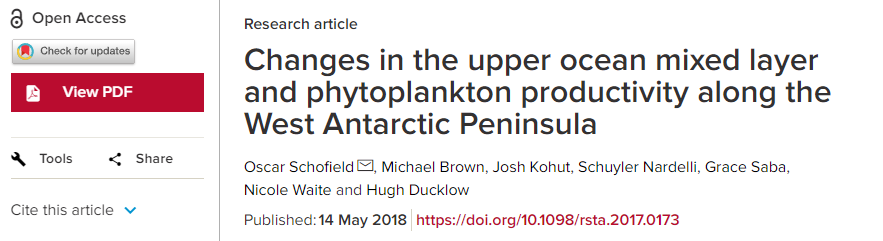 Open Access
Check for updates
View PDF
Tools
Share
Cite this article
Research article
Changes in the upper ocean mixed layer
and phytoplankton productivity along the
West Antarctic Peninsula
Oscar Schofield, Michael Brown, Josh Kohut, Schuyler Nardelli, Grace Saba,
Nicole Waite and Hugh Ducklow
Published: 14 May 2018 https://doi.org/10.1098/rsta.2017.0173